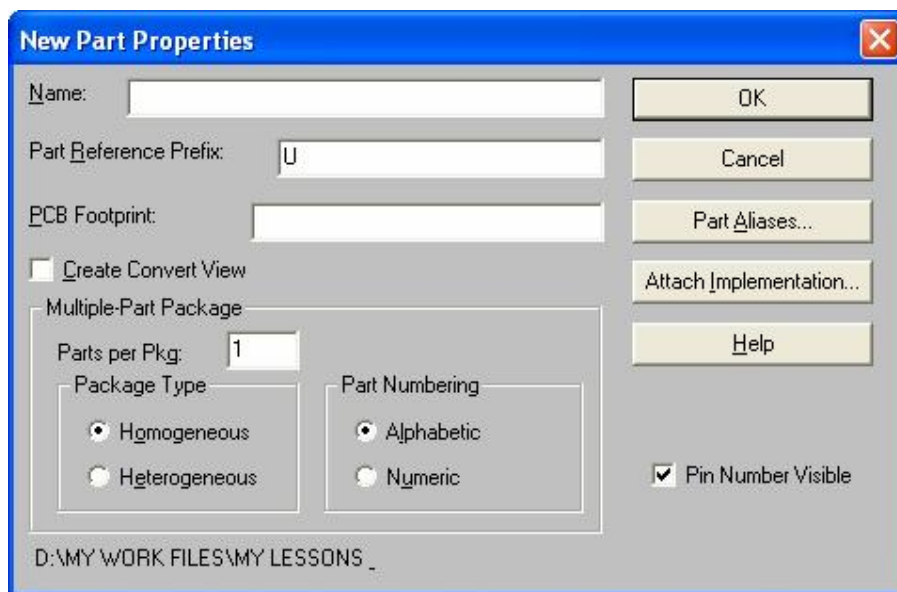 New Part Properties
Name:
OK
Part Reference Prefix:
U
Cancel
PCB Footprint:
Part Aliases...
Create Convert View
Attach Implementation...
Multiple-Part Package
Parts per Pkg:
1
Help
Package Type
Part Numbering
Homogeneous
Alphabetic
Heterogeneous
Numeric
Pin Number Visible
D:\MY WORK FILES\MY LESSONS _